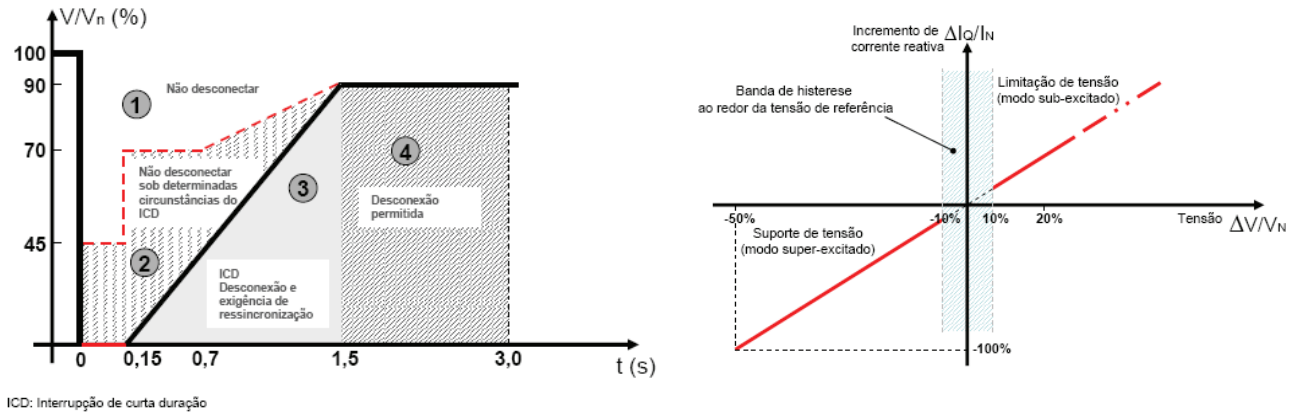 V/Vn (%)
100
90
70
45
1
Não desconectar
Não desconectar
sob determinadas
circunstâncias do
ICD
2
3
ICD
Desconexão e
exigência de
ressincronização
4
Desconexão
permitida
0
0,15
0,7
1,5
3,0
t (s)
ICD: Interrupção de curta duração
Incremento de
corrente reativa
ΔIQ/IN
Banda de histerese
ao redor da tensão de
referência
Limitação de tensão
(modo sub-excitado)
-50%
-10%
10%
20%
Tensão
ΔV/VN
Suporte de tensão
(modo super-excitado)
-100%